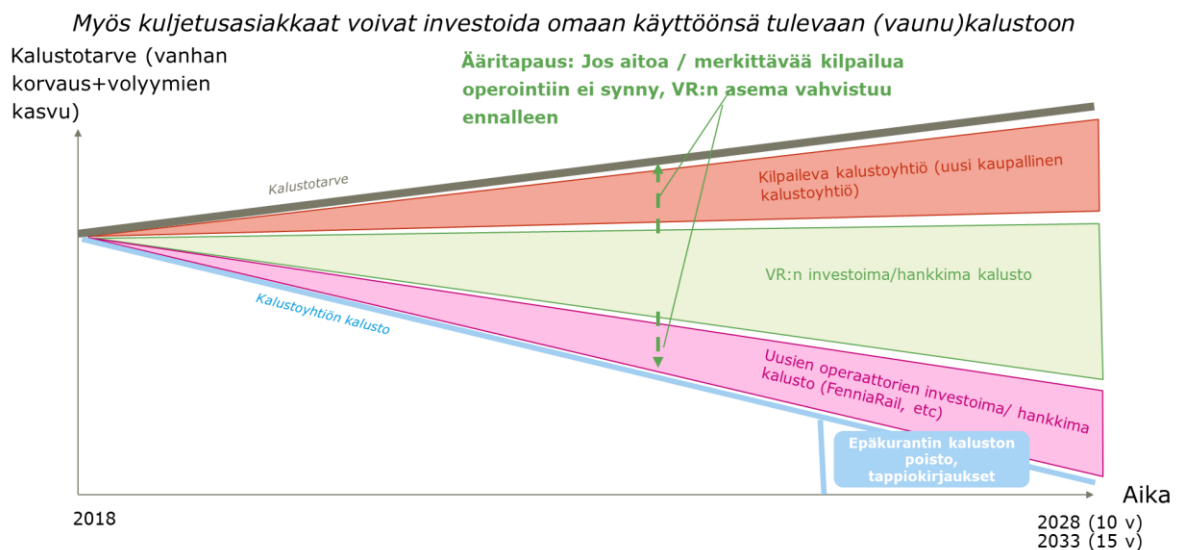 Myös kuljetusasiakkaat voivat investoida omaan käyttöönsä tulevaan (vaunu)kalustoon
Kalustotarve (vanhan
korvaus+volyymien
kasvu)
Ääritapaus: Jos aitoa / merkittävää kilpailua
operointiin ei synny, VR:n asema vahvistuu
ennalleen
Kalustotarve
Kilpaileva kalustoyhtiö (uusi kaupallinen
kalustoyhtiö)
VR:n investoima/hankkima kalusto
Kalustoyhtiön kalusto
Uusien operaattorien investoima/ hankkima
kalusto (FenniaRail, etc)
Epäkurantin kaluston
poisto,
tappiokirjaukset
Aika
2018
2028 (10 v)
2033 (15 v)